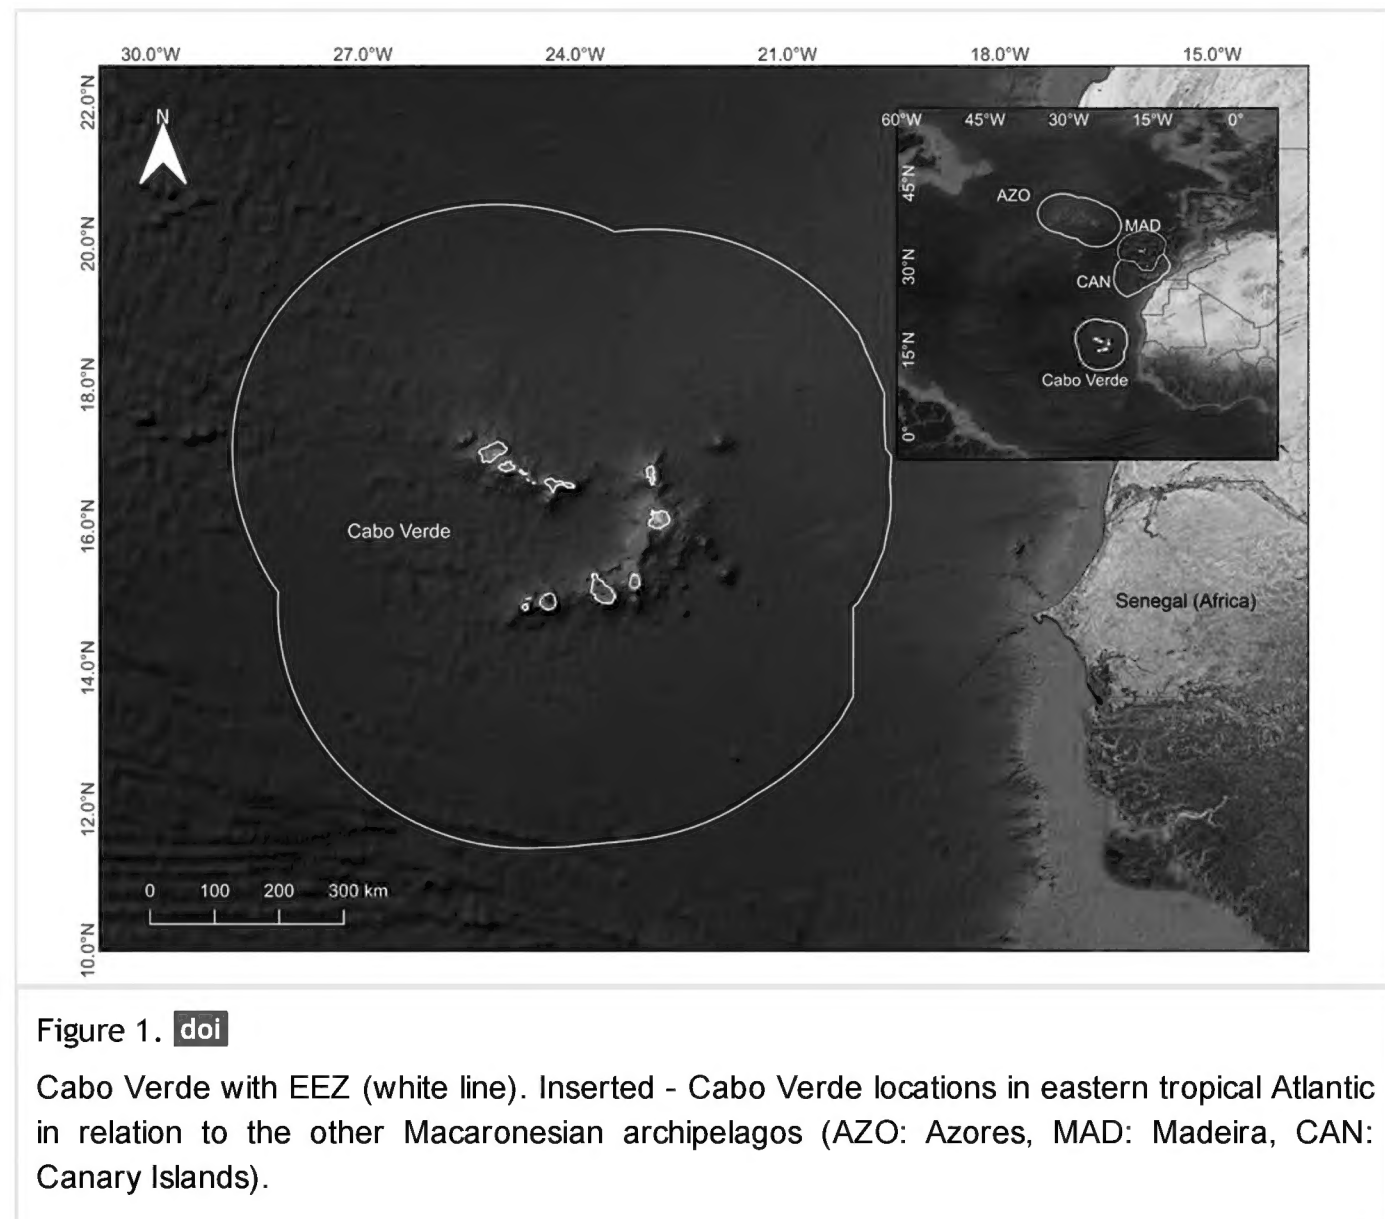 30.0°W 27.0°W 24.0°W 21.0°W 18.0°W 15.0°W
22.0°N
20.0°N
18.0°N
16.0°N
14.0°N
12.0°N
10.0°N
N
60°W 45°W 30°W 15°W 0°
45°N
30°N
15°N
0°
AZO
MAD
CAN
Cabo Verde
Cabo Verde
Senegal (Africa)
0 100 200 300 km
Figure 1. doi
Cabo Verde with EEZ (white line). Inserted - Cabo Verde locations in eastern tropical Atlantic
in relation to the other Macaronesian archipelagos (AZO: Azores, MAD: Madeira, CAN:
Canary Islands).